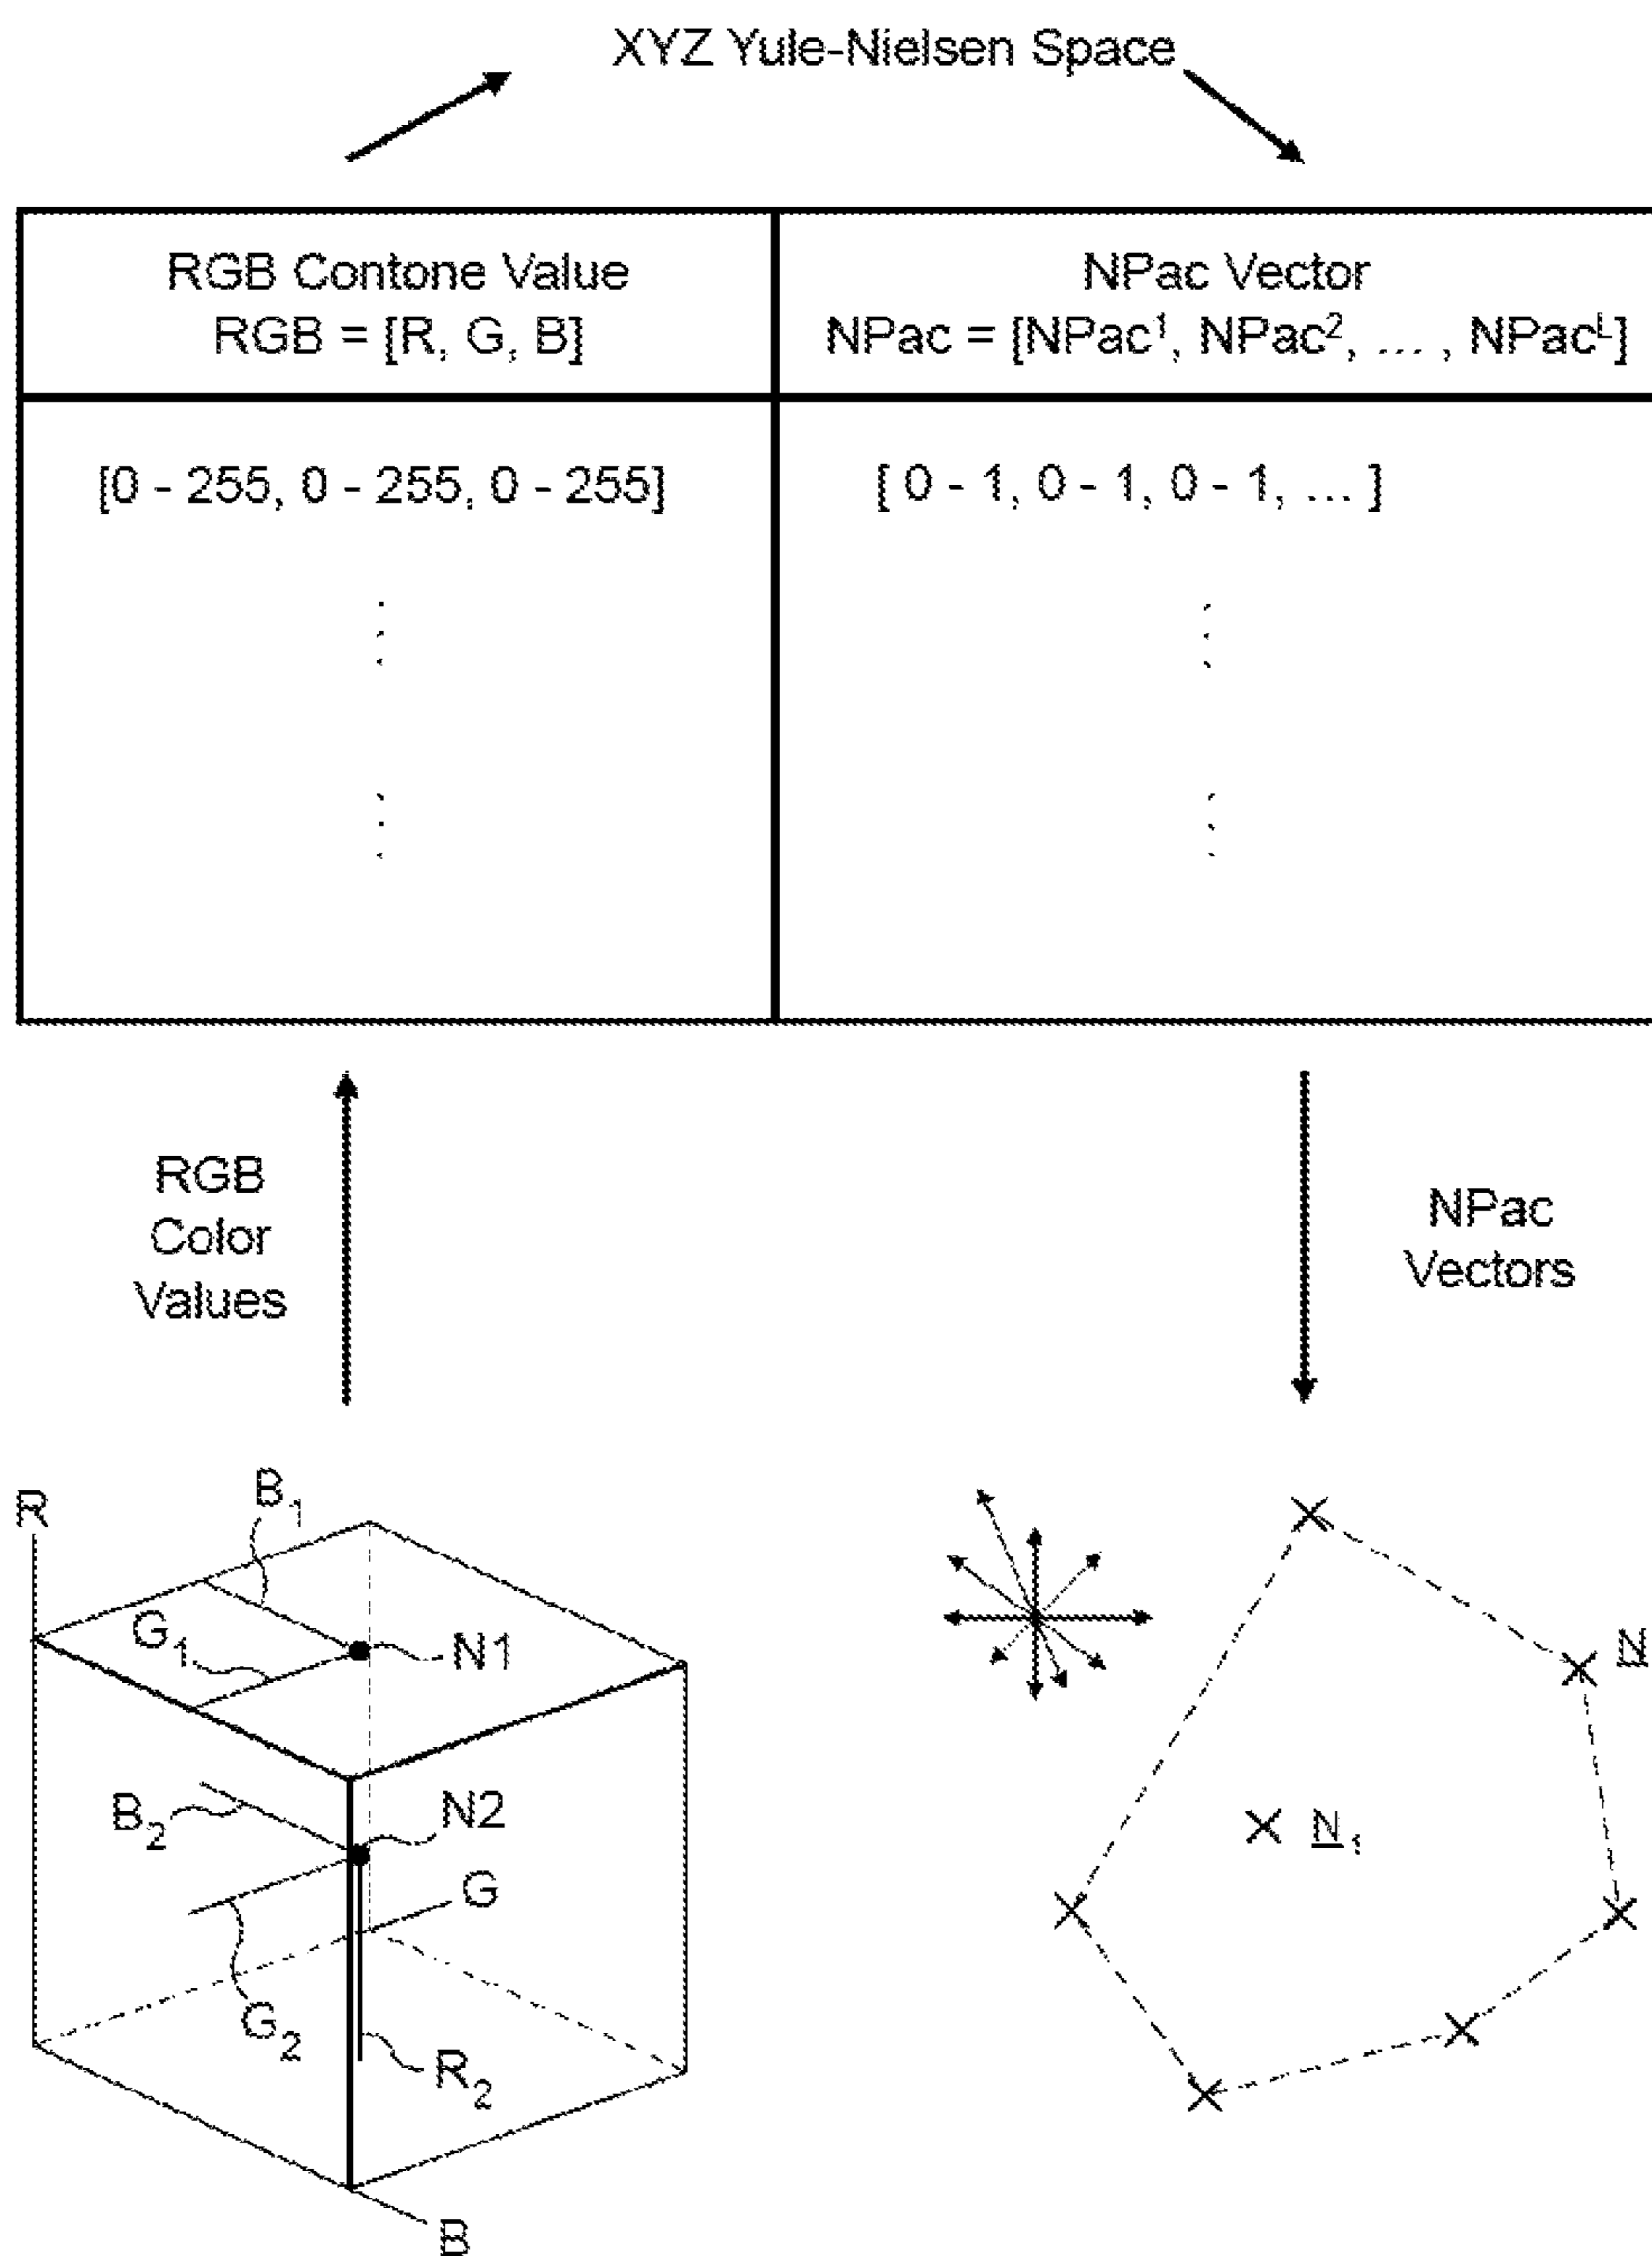 XYZ Yule-Nielsen Space
RGB Contone Value
RGB = [R, G, B]
NPac Vector
NPac = [NPac¹, NPac², ... , NPacᴸ]
[0 - 255, 0 - 255, 0 - 255]
[ 0 - 1, 0 - 1, 0 - 1, ... ]
RGB
Color
Values
NPac
Vectors
R
B₁
G₁
N1
B₂
N2
G
G₂
R₂
B
N
N₁